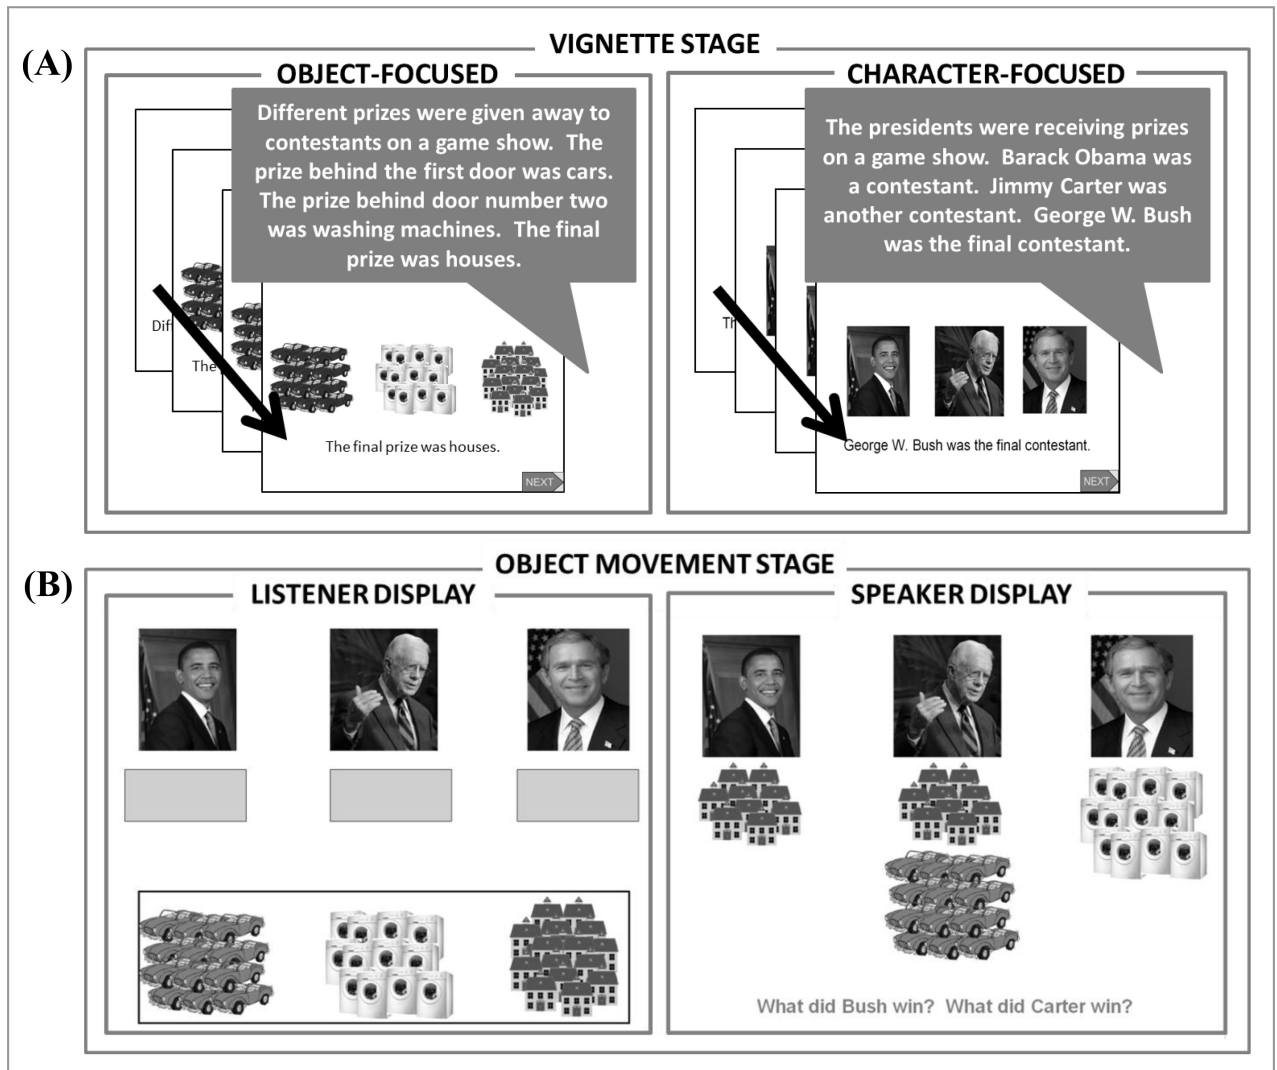 (A)
VIGNETTE STAGE
OBJECT-FOCUSED
Different prizes were given away to
contestants on a game show. The
prize behind the first door was cars.
The prize behind door number two
was washing machines. The final
prize was houses.
Dif
The
The final prize was houses.
NEXT
CHARACTER-FOCUSED
The presidents were receiving prizes
on a game show. Barack Obama was
a contestant. Jimmy Carter was
another contestant. George W. Bush
was the final contestant.
Th
George W. Bush was the final contestant.
NEXT
(B)
OBJECT MOVEMENT STAGE
LISTENER DISPLAY
SPEAKER DISPLAY
What did Bush win? What did Carter win?